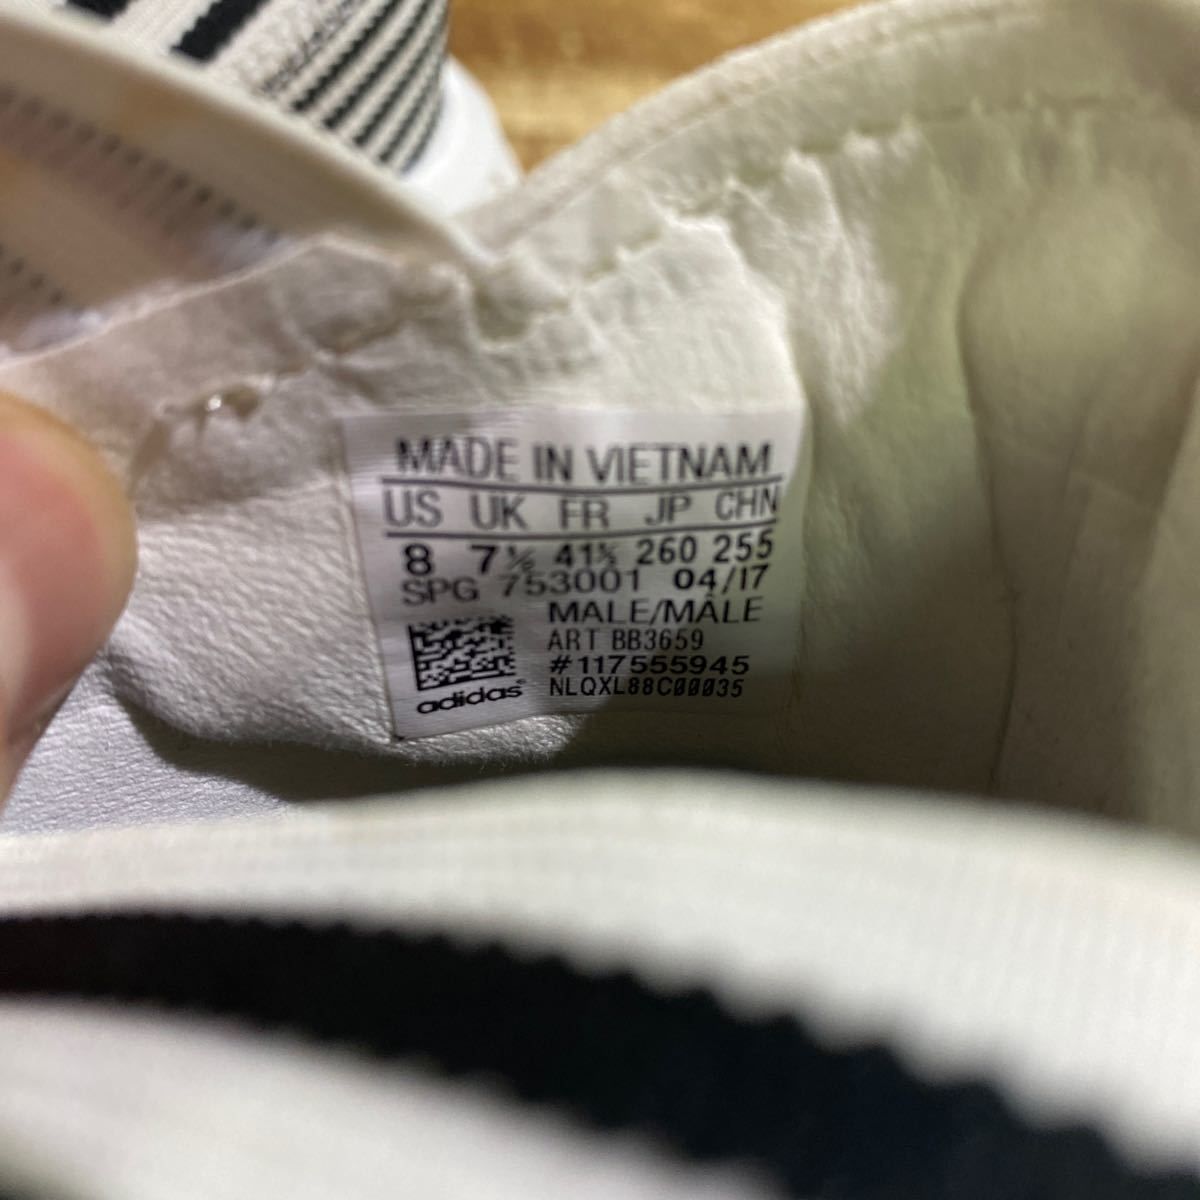 MADE IN VIETNAM
US UK FR JP CHN
8 7½ 41⅓ 260 255
SPG 753001 04/17
MALE/MÂLE
ART BB3659
#117555945
NLQXL88C00035
adidas